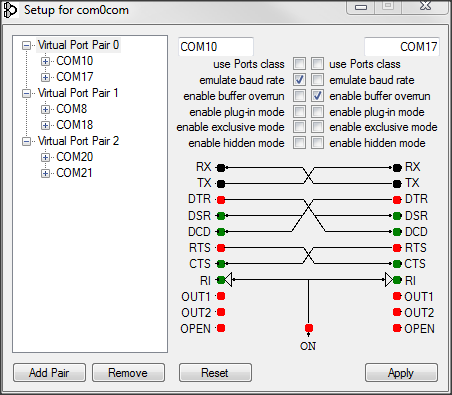 Setup for com0com
Virtual Port Pair 0
COM10
COM17
Virtual Port Pair 1
COM8
COM18
Virtual Port Pair 2
COM20
COM21
COM10 COM17
use Ports class use Ports class
emulate baud rate emulate baud rate
enable buffer overrun enable buffer overrun
enable plug-in mode enable plug-in mode
enable exclusive mode enable exclusive mode
enable hidden mode enable hidden mode
RX RX
TX TX
DTR DTR
DSR DSR
DCD DCD
RTS RTS
CTS CTS
RI RI
OUT1 OUT1
OUT2 OUT2
OPEN OPEN
ON
Add Pair Remove Reset Apply